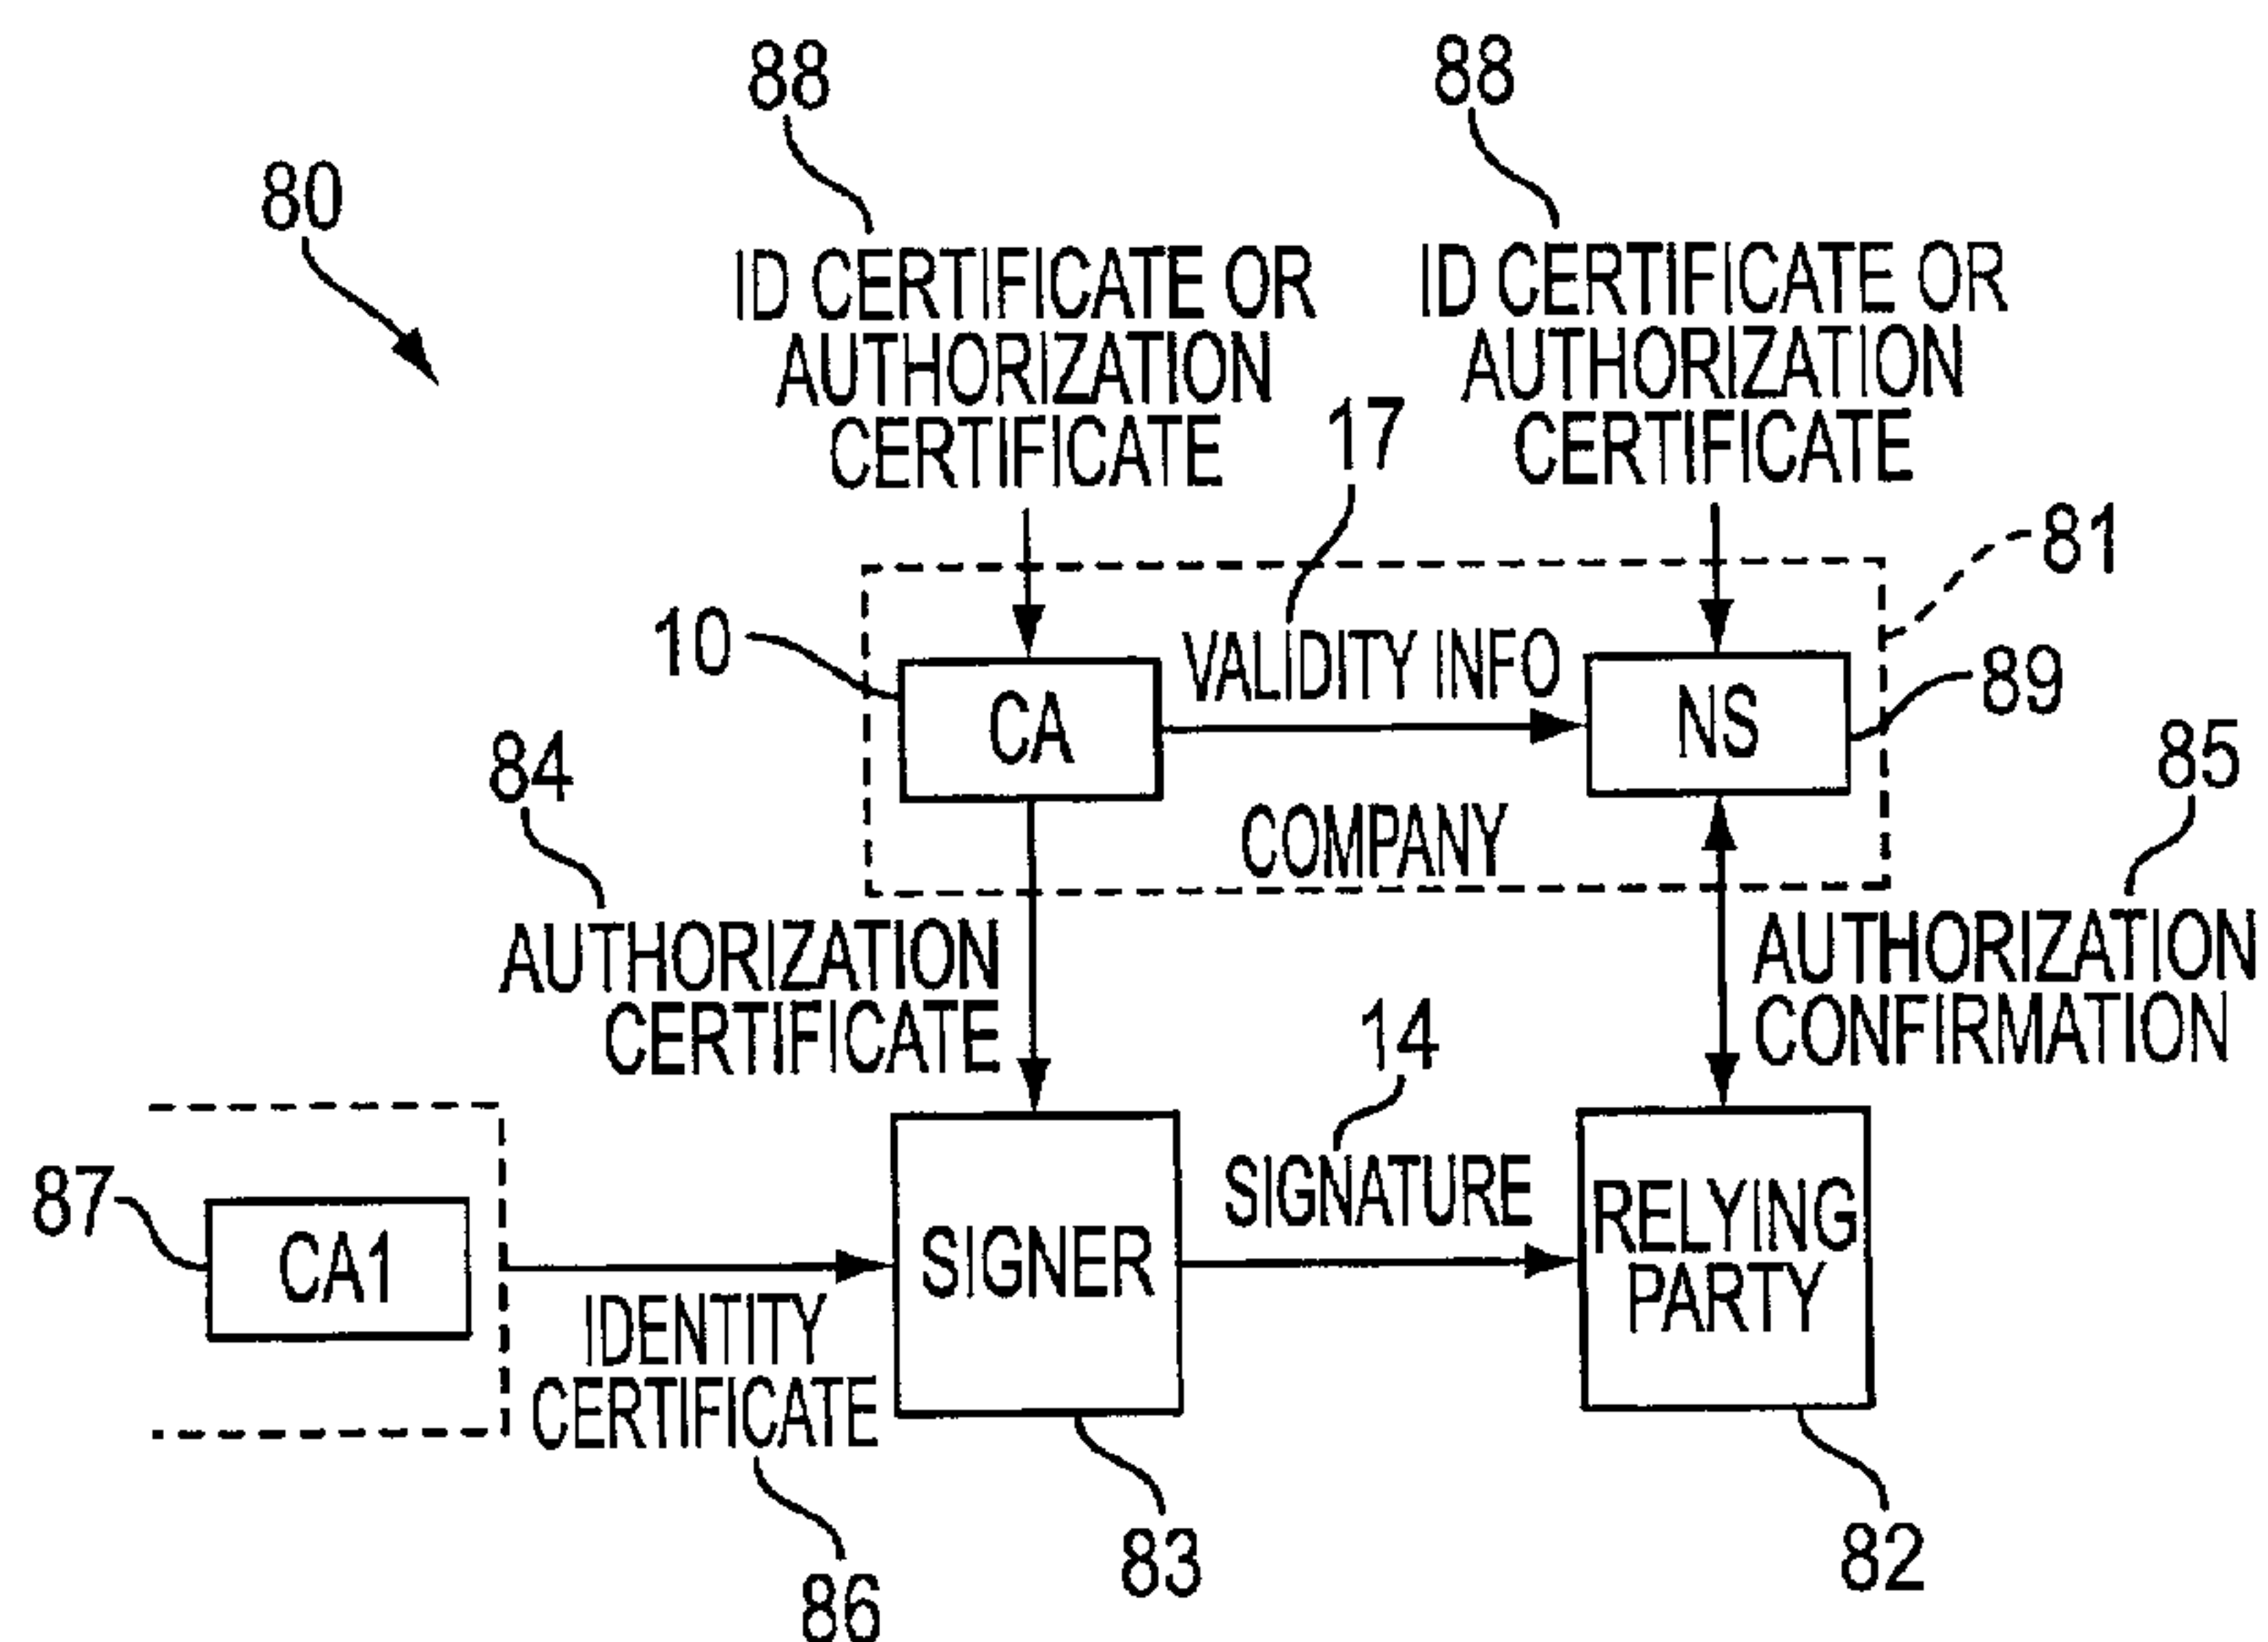 88
88
80
ID CERTIFICATE OR
AUTHORIZATION
CERTIFICATE
ID CERTIFICATE OR
AUTHORIZATION
CERTIFICATE
17
81
10
VALIDITY INFO
CA
NS
89
84
85
COMPANY
AUTHORIZATION
CERTIFICATE
AUTHORIZATION
CONFIRMATION
14
87
CA1
SIGNER
SIGNATURE
RELYING
PARTY
IDENTITY
CERTIFICATE
83
82
86